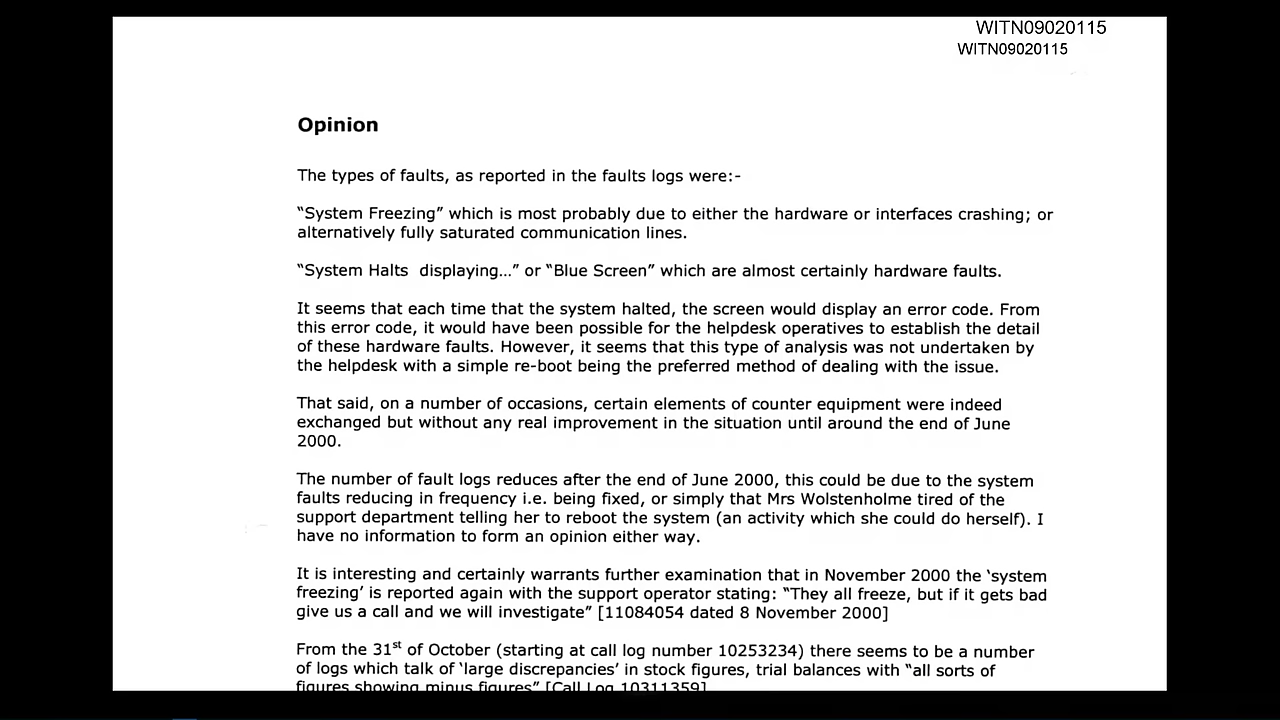 WITN09020115
WITN09020115
Opinion
The types of faults, as reported in the faults logs were:-
“System Freezing” which is most probably due to either the hardware or interfaces crashing; or
alternatively fully saturated communication lines.
“System Halts  displaying…” or “Blue Screen” which are almost certainly hardware faults.
It seems that each time that the system halted, the screen would display an error code. From
this error code, it would have been possible for the helpdesk operatives to establish the detail
of these hardware faults. However, it seems that this type of analysis was not undertaken by
the helpdesk with a simple re-boot being the preferred method of dealing with the issue.
That said, on a number of occasions, certain elements of counter equipment were indeed
exchanged but without any real improvement in the situation until around the end of June
2000.
The number of fault logs reduces after the end of June 2000, this could be due to the system
faults reducing in frequency i.e. being fixed, or simply that Mrs Wolstenholme tired of the
support department telling her to reboot the system (an activity which she could do herself). I
have no information to form an opinion either way.
It is interesting and certainly warrants further examination that in November 2000 the ‘system
freezing’ is reported again with the support operator stating: “They all freeze, but if it gets bad
give us a call and we will investigate” [11084054 dated 8 November 2000]
From the 31st of October (starting at call log number 10253234) there seems to be a number
of logs which talk of ‘large discrepancies’ in stock figures, trial balances with “all sorts of
figures showing minus figures” [Call Log 10311359]